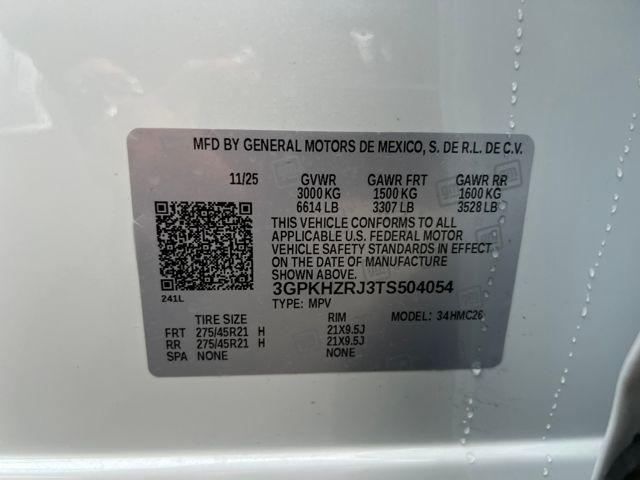 MFD BY GENERAL MOTORS DE MEXICO, S. DE R.L. DE C.V.
11/25 GVWR GAWR FRT GAWR RR
3000 KG 1500 KG 1600 KG
6614 LB 3307 LB 3528 LB
THIS VEHICLE CONFORMS TO ALL
APPLICABLE U.S. FEDERAL MOTOR
VEHICLE SAFETY STANDARDS IN EFFECT
ON THE DATE OF MANUFACTURE
SHOWN ABOVE.
3GPKHZRJ3TS504054
241L
TYPE: MPV
TIRE SIZE RIM MODEL: 34HMC26
FRT 275/45R21 H 21X9.5J
RR 275/45R21 H 21X9.5J
SPA NONE NONE